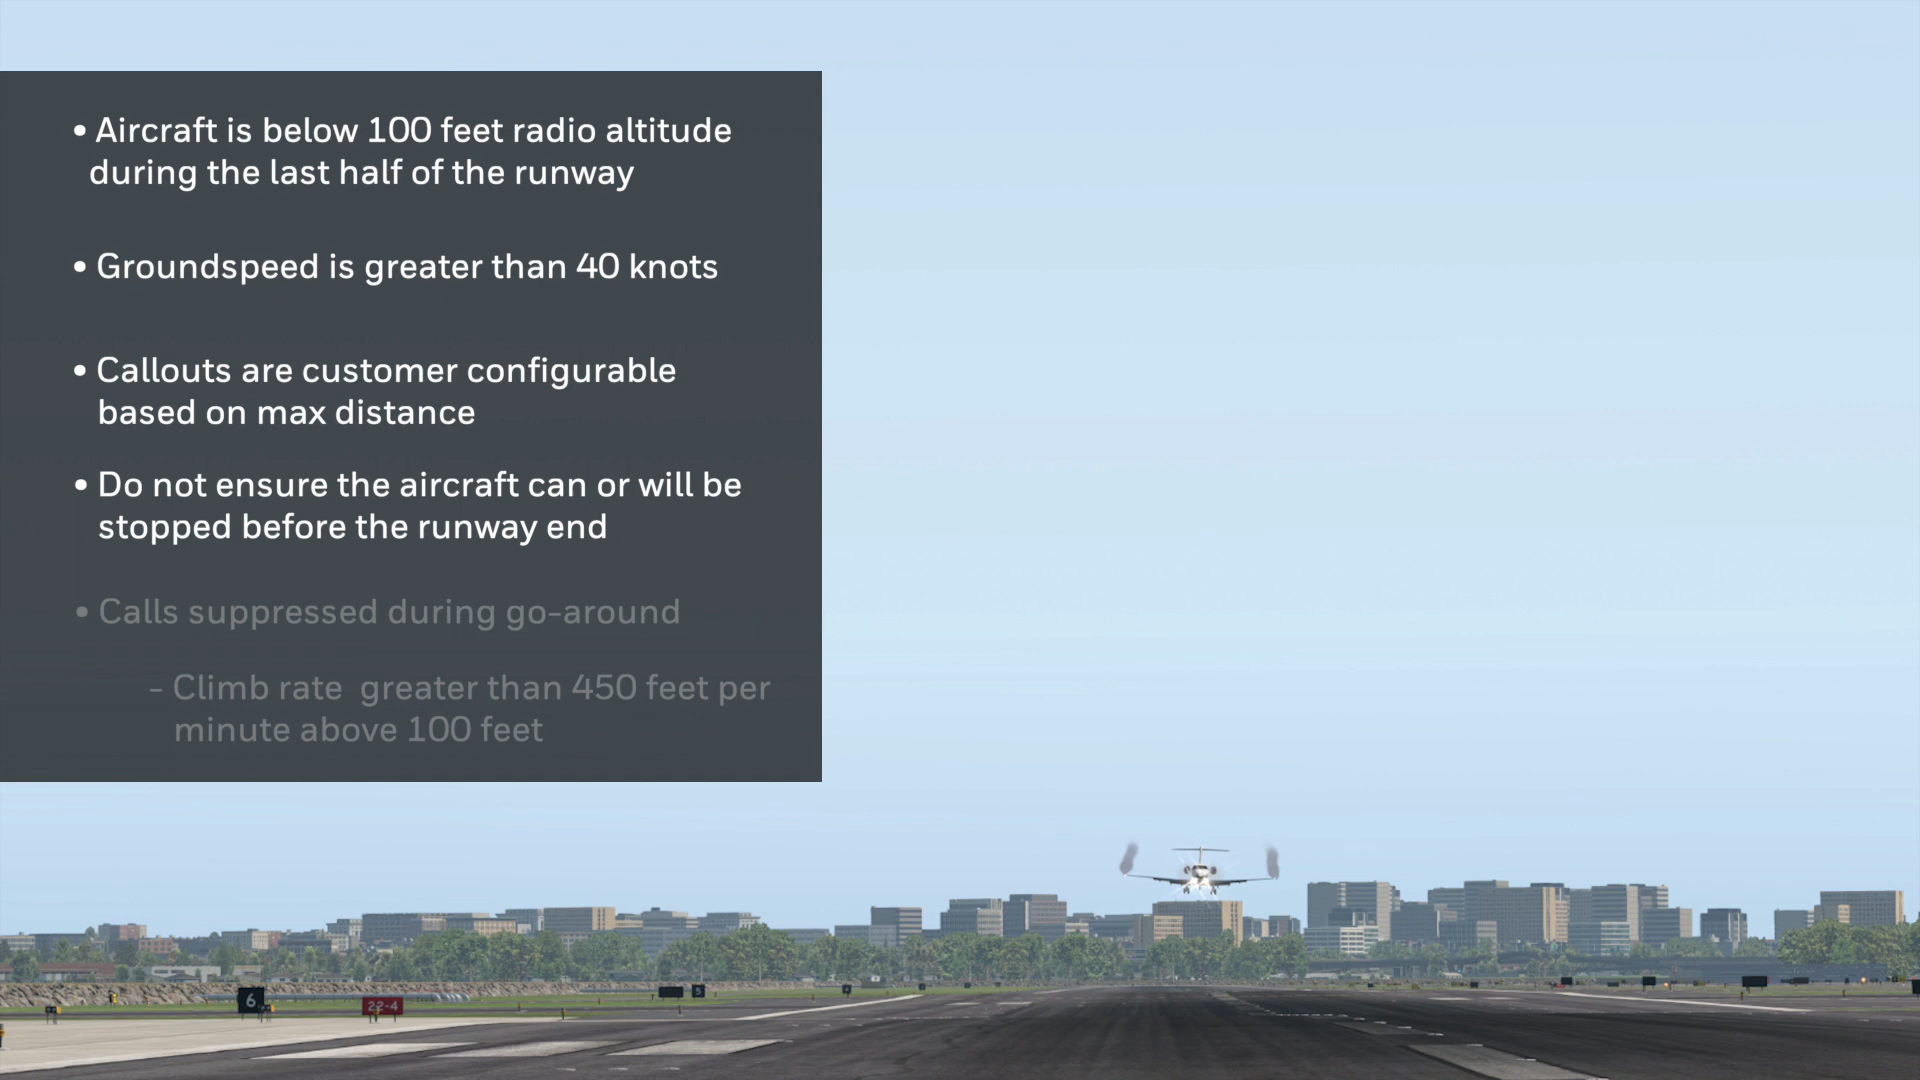 • Aircraft is below 100 feet radio altitude
during the last half of the runway
• Groundspeed is greater than 40 knots
• Callouts are customer configurable
based on max distance
• Do not ensure the aircraft can or will be
stopped before the runway end
• Calls suppressed during go-around
- Climb rate  greater than 450 feet per
minute above 100 feet
6
22-4
5
4